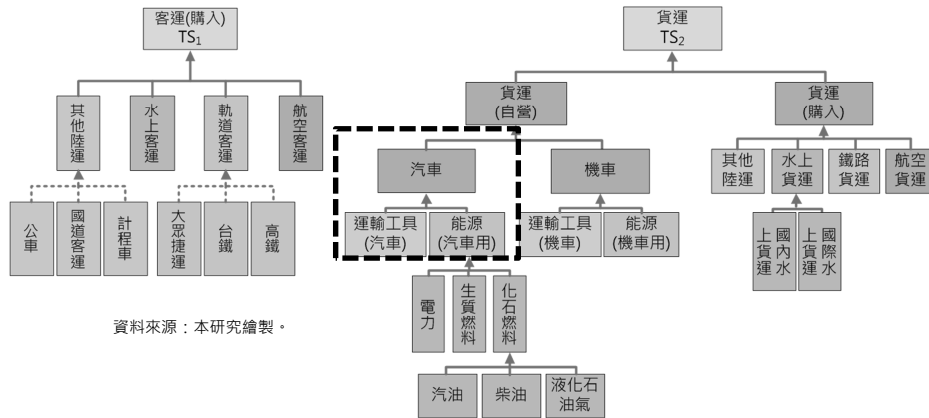 客運(購入)
TS₁
其他陸運
水上客運
軌道客運
航空客運
公車
國道客運
計程車
大眾捷運
台鐵
高鐵
資料來源：本研究繪製。
貨運
TS₂
貨運
(自營)
貨運
(購入)
汽車
機車
運輸工具
(汽車)
能源
(汽車用)
運輸工具
(機車)
能源
(機車用)
電力
生質燃料
化石燃料
汽油
柴油
液化石
油氣
其他
陸運
水上
貨運
鐵路
貨運
航空
貨運
國內水
上貨運
國際水
上貨運